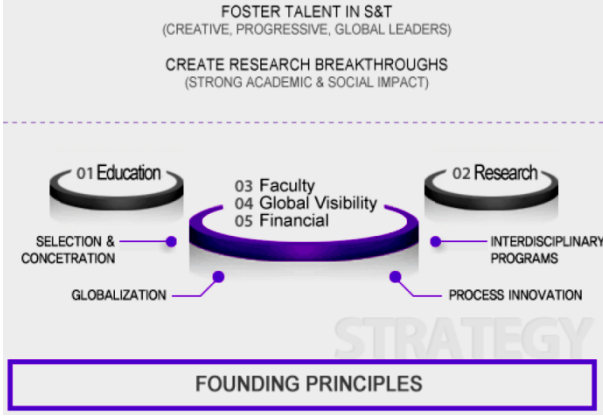 FOSTER TALENT IN S&T
(CREATIVE, PROGRESSIVE, GLOBAL LEADERS)
CREATE RESEARCH BREAKTHROUGHS
(STRONG ACADEMIC & SOCIAL IMPACT)
01 Education
03 Faculty
04 Global Visibility
05 Financial
02 Research
SELECTION &
CONCETRATION
GLOBALIZATION
INTERDISCIPLINARY
PROGRAMS
PROCESS INNOVATION
STRATEGY
FOUNDING PRINCIPLES